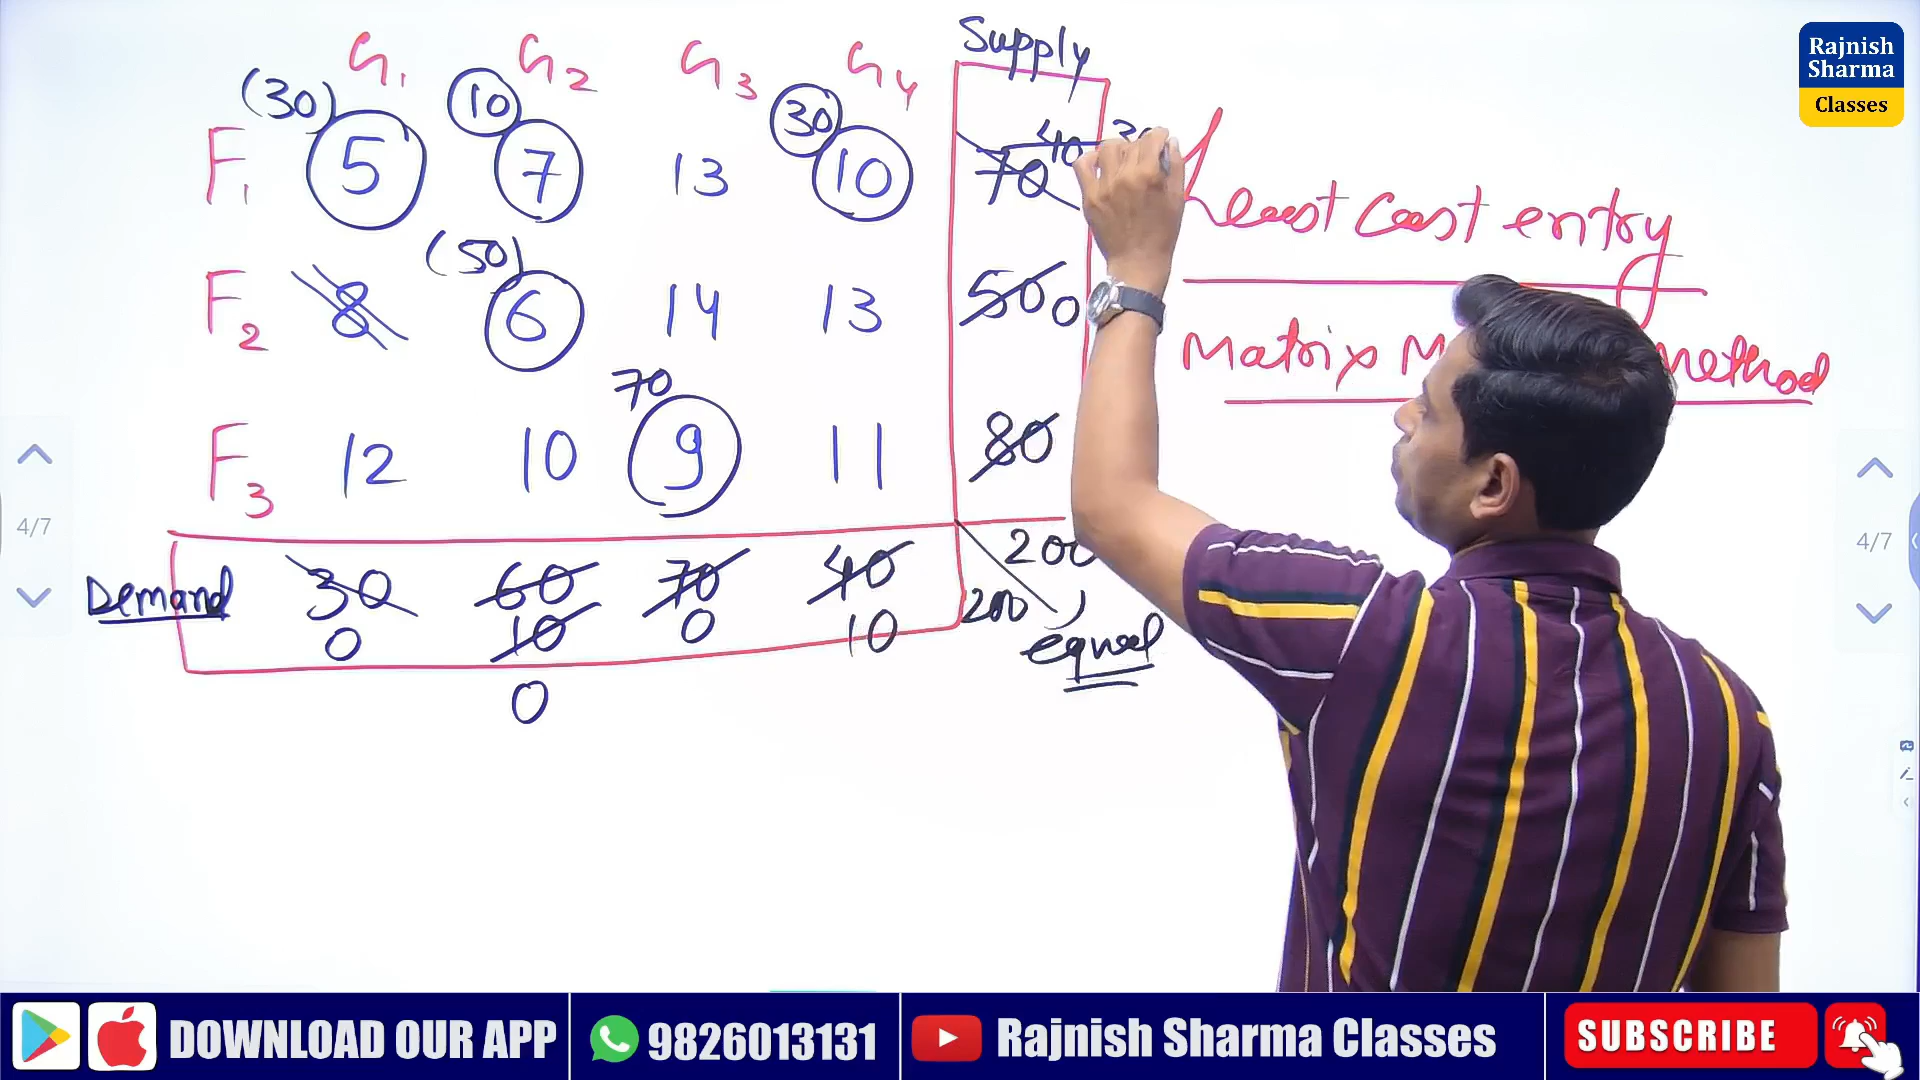 G1 G2 G3 G4 Supply
(30) 10 30
F1 5 7 13 10 70 40
(50)
F2 8 6 14 13 50 0
70
F3 12 10 9 11 80
Demand 30 60 70 40 200
0 10 0 10 200
0
equal
Least cost entry
Matrix method
Rajnish
Sharma
Classes
4/7
4/7
DOWNLOAD OUR APP
9826013131
Rajnish Sharma Classes
SUBSCRIBE